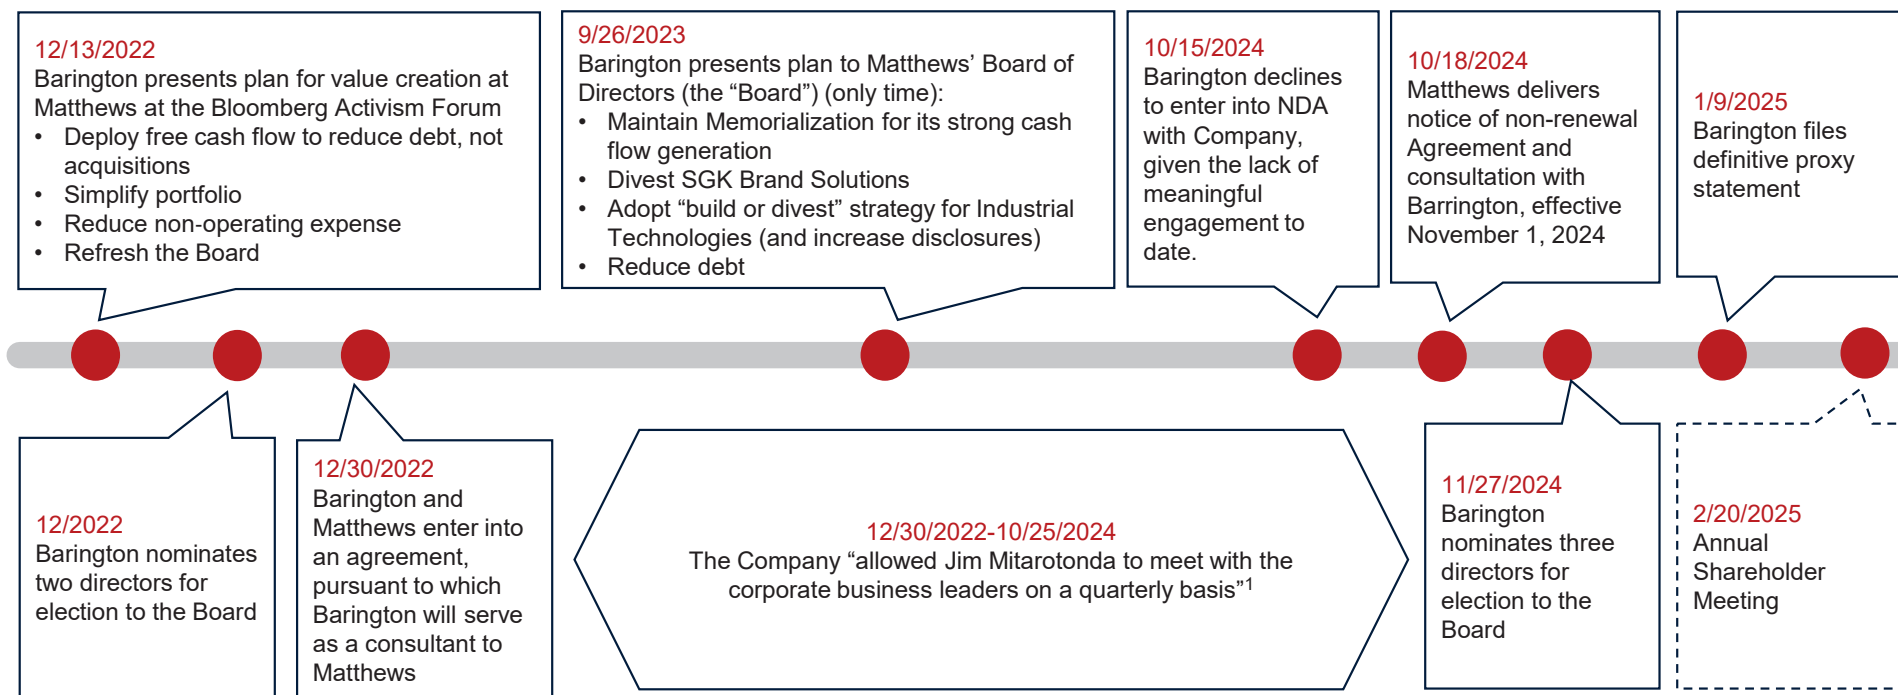 12/13/2022
Barington presents plan for value creation at
Matthews at the Bloomberg Activism Forum
• Deploy free cash flow to reduce debt, not
acquisitions
• Simplify portfolio
• Reduce non-operating expense
• Refresh the Board
9/26/2023
Barington presents plan to Matthews’ Board of
Directors (the “Board”) (only time):
• Maintain Memorialization for its strong cash
flow generation
• Divest SGK Brand Solutions
• Adopt “build or divest” strategy for Industrial
Technologies (and increase disclosures)
• Reduce debt
10/15/2024
Barington declines
to enter into NDA
with Company,
given the lack of
meaningful
engagement to
date.
10/18/2024
Matthews delivers
notice of non-renewal
Agreement and
consultation with
Barrington, effective
November 1, 2024
1/9/2025
Barington files
definitive proxy
statement
12/2022
Barington nominates
two directors for
election to the Board
12/30/2022
Barington and
Matthews enter into
an agreement,
pursuant to which
Barington will serve
as a consultant to
Matthews
12/30/2022-10/25/2024
The Company “allowed Jim Mitarotonda to meet with the
corporate business leaders on a quarterly basis”1
11/27/2024
Barington
nominates three
directors for
election to the
Board
2/20/2025
Annual
Shareholder
Meeting